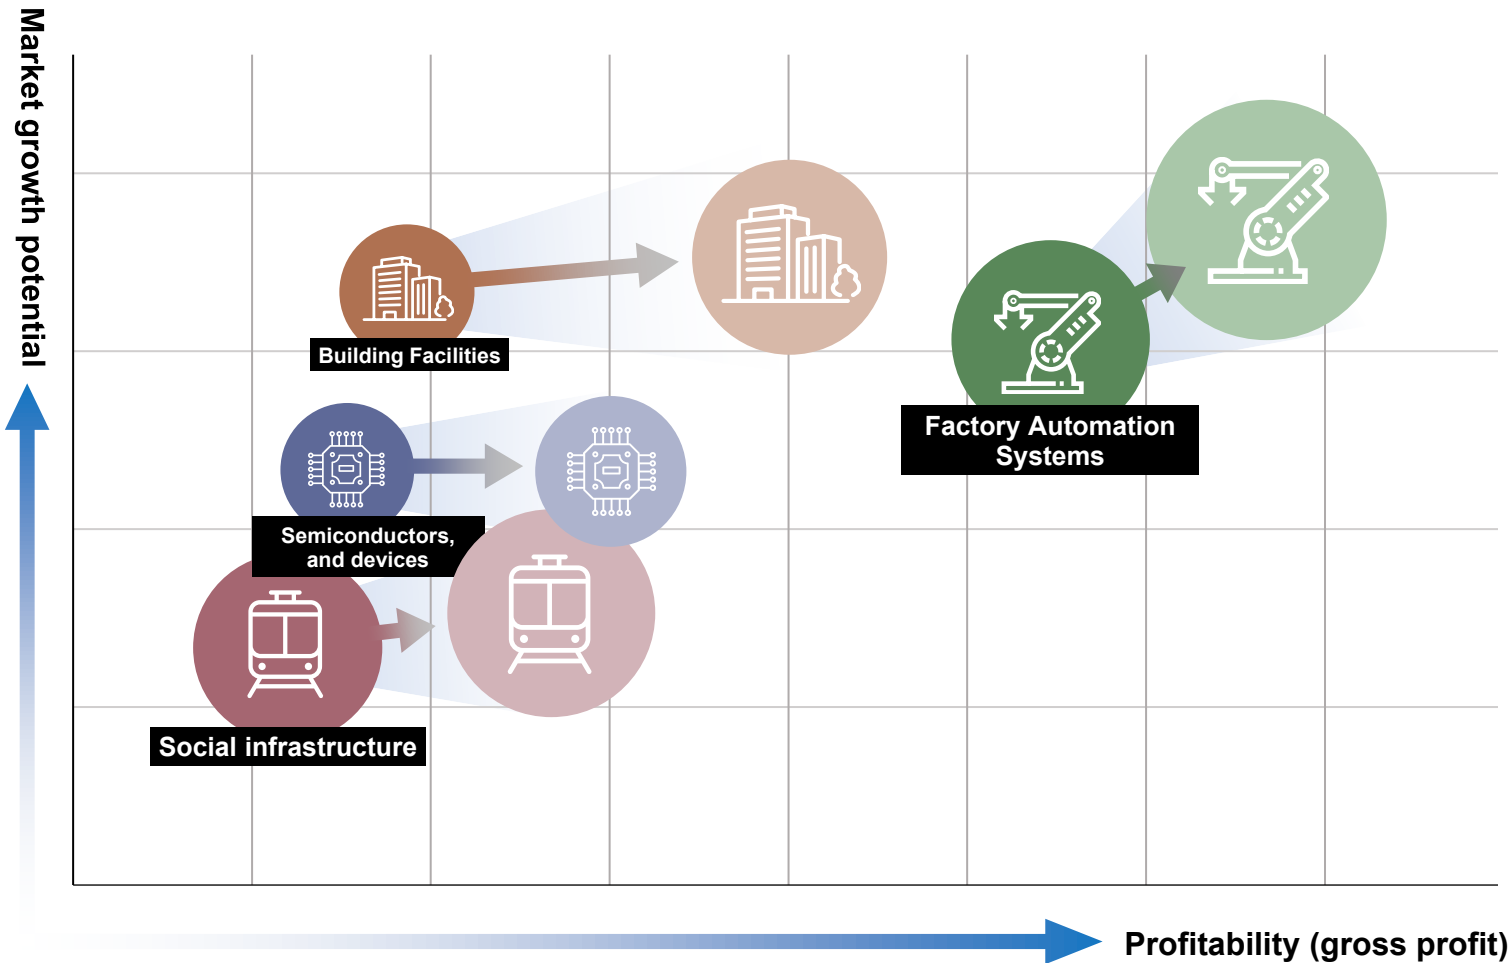 Market growth potential
Building Facilities
Factory Automation
Systems
Semiconductors,
and devices
Social infrastructure
Profitability (gross profit)